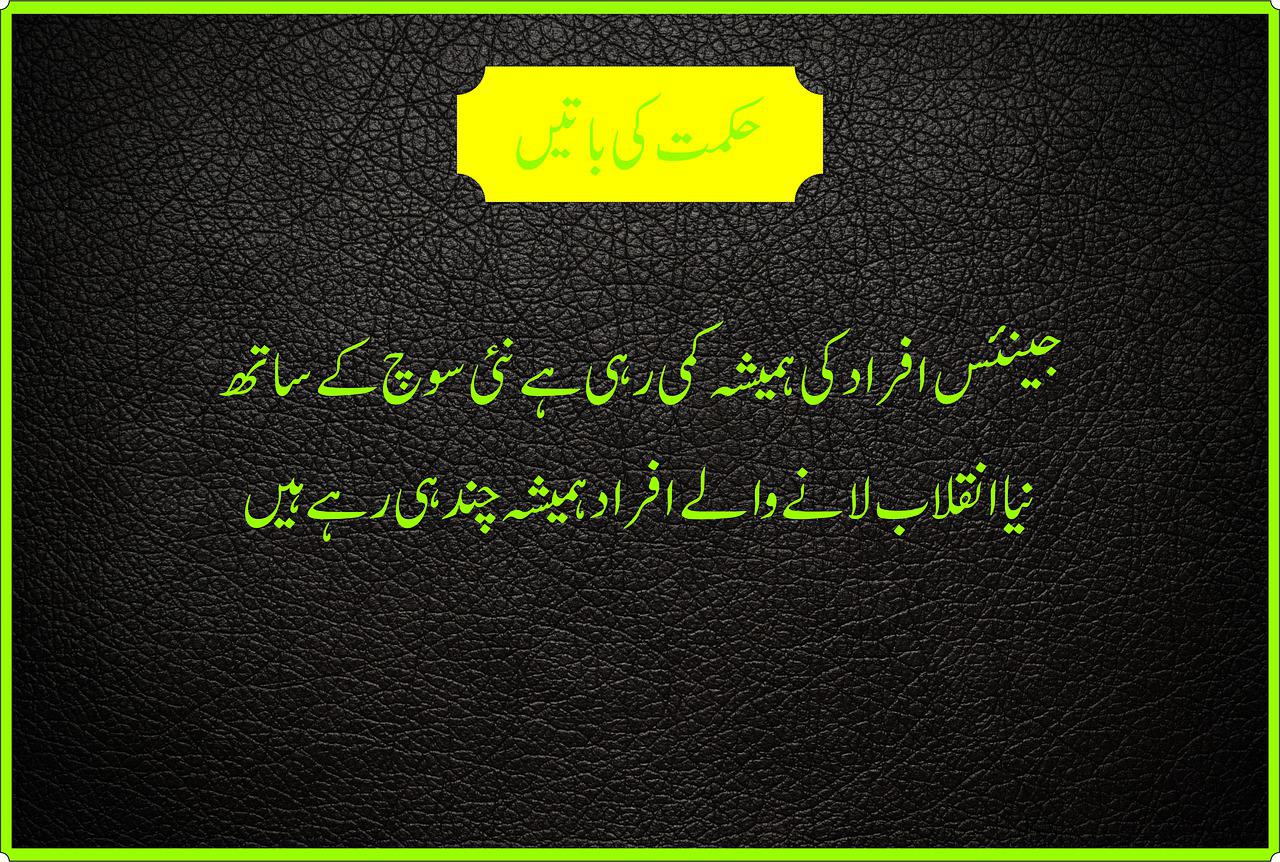 حکمت کی باتیں
جینئس افراد کی ہمیشہ کمی رہی ہے نئی سوچ کے ساتھ
نیا انقلاب لانے والے افراد ہمیشہ چند ہی رہے ہیں